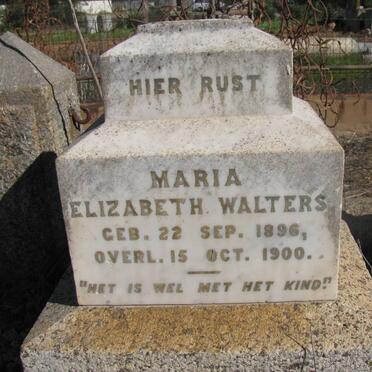 HIER RUST
MARIA
ELIZABETH WALTERS
GEB. 22 SEP. 1896,
OVERL. 15 OCT. 1900.
"HET IS WEL MET HET KIND."